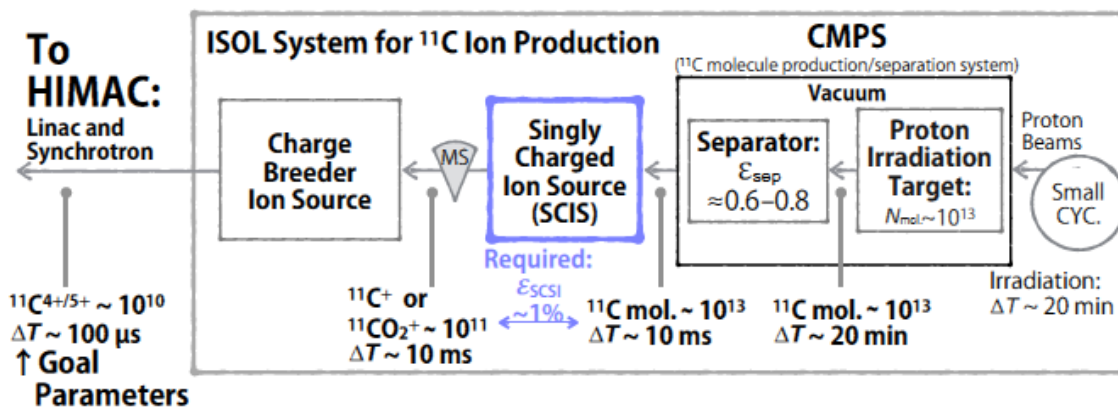 To
HIMAC:
Linac and
Synchrotron
ISOL System for ¹¹C Ion Production
CMPS
(¹¹C molecule production/separation system)
Vacuum
Charge
Breeder
Ion Source
MS
Singly
Charged
Ion Source
(SCIS)
Separator:
εsep
≈0.6–0.8
Proton
Irradiation
Target:
Nmol.~10¹³
Proton
Beams
Small
CYC.
Irradiation:
ΔT ~ 20 min
Required:
εSCSI
~1%
¹¹C⁴⁺/⁵⁺ ~ 10¹⁰
ΔT ~ 100 μs
↑ Goal
Parameters
¹¹C⁺ or
¹¹CO₂⁺ ~ 10¹¹
ΔT ~ 10 ms
¹¹C mol. ~ 10¹³
ΔT ~ 10 ms
¹¹C mol. ~ 10¹³
ΔT ~ 20 min